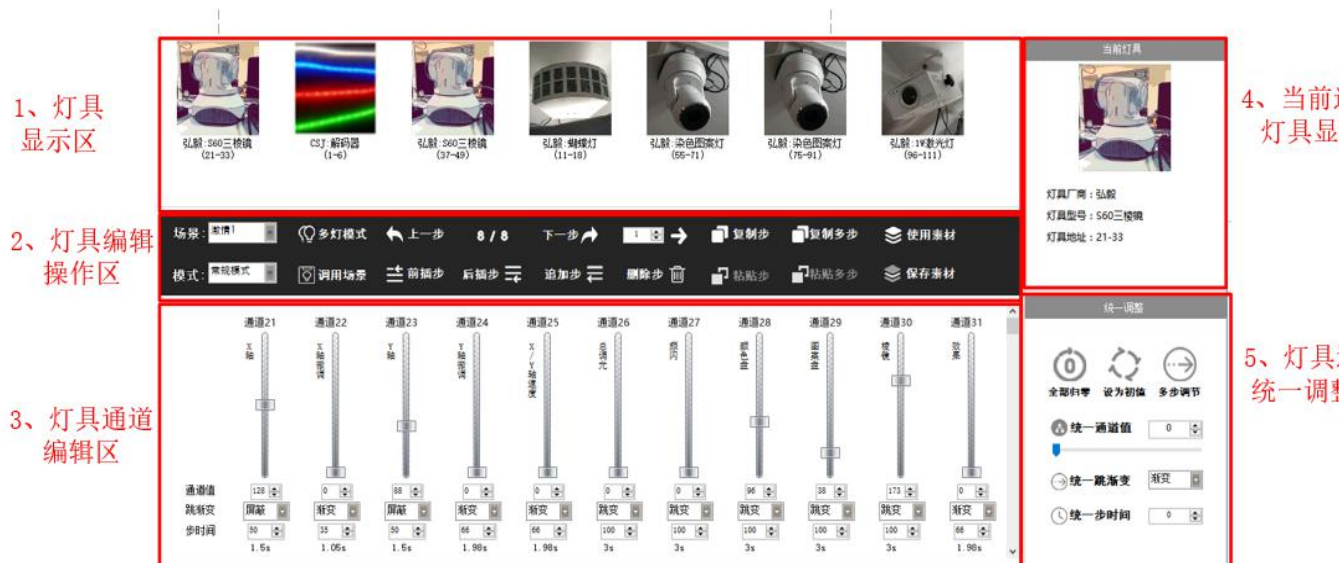 1、灯具
显示区
弘毅:S60三棱镜
(21-33)
CSJ:解码器
(1-6)
弘毅:S60三棱镜
(37-49)
弘毅:蝴蝶灯
(11-18)
弘毅:染色图案灯
(55-71)
弘毅:染色图案灯
(75-91)
弘毅:1W激光灯
(96-111)
当前灯具
灯具厂商:弘毅
灯具型号:S60三棱镜
灯具地址:21-33
4、当前
灯具显
2、灯具编辑
操作区
场景: 激情1 多灯模式 上一步 8/8 下一步 1 复制步 复制多步 使用素材
模式: 常规模式 调用场景 前插步 后插步 追加步 删除步 粘贴步 粘贴多步 保存素材
3、灯具通道
编辑区
通道21 通道22 通道23 通道24 通道25 通道26 通道27 通道28 通道29 通道30 通道31
X轴 X轴微调 Y轴 Y轴微调 X/Y轴速度 总调光 频闪 颜色盘 图案盘 棱镜 效果
通道值 128 0 88 0 0 0 0 96 38 173 0
跳渐变 屏蔽 渐变 屏蔽 渐变 渐变 跳变 跳变 跳变 跳变 跳变 渐变
步时间 50 35 50 66 66 100 100 100 100 100 66
1.5s 1.05s 1.5s 1.98s 1.98s 3s 3s 3s 3s 3s 1.98s
统一调整
全部归零 设为初值 多步调节
统一通道值 0
统一跳渐变 渐变
统一步时间 0
5、灯具
统一调